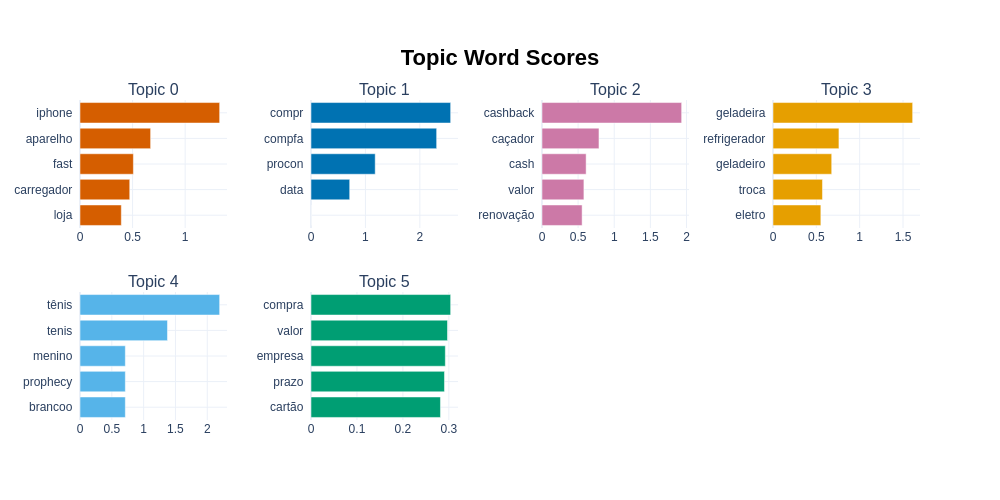 Topic Word Scores
Topic 0
iphone
aparelho
fast
carregador
loja
0 0.5 1
Topic 1
compr
compfa
procon
data
0 1 2
Topic 2
cashback
caçador
cash
valor
renovação
0 0.5 1 1.5 2
Topic 3
geladeira
refrigerador
geladeiro
troca
eletro
0 0.5 1 1.5
Topic 4
tênis
tenis
menino
prophecy
brancoo
0 0.5 1 1.5 2
Topic 5
compra
valor
empresa
prazo
cartão
0 0.1 0.2 0.3